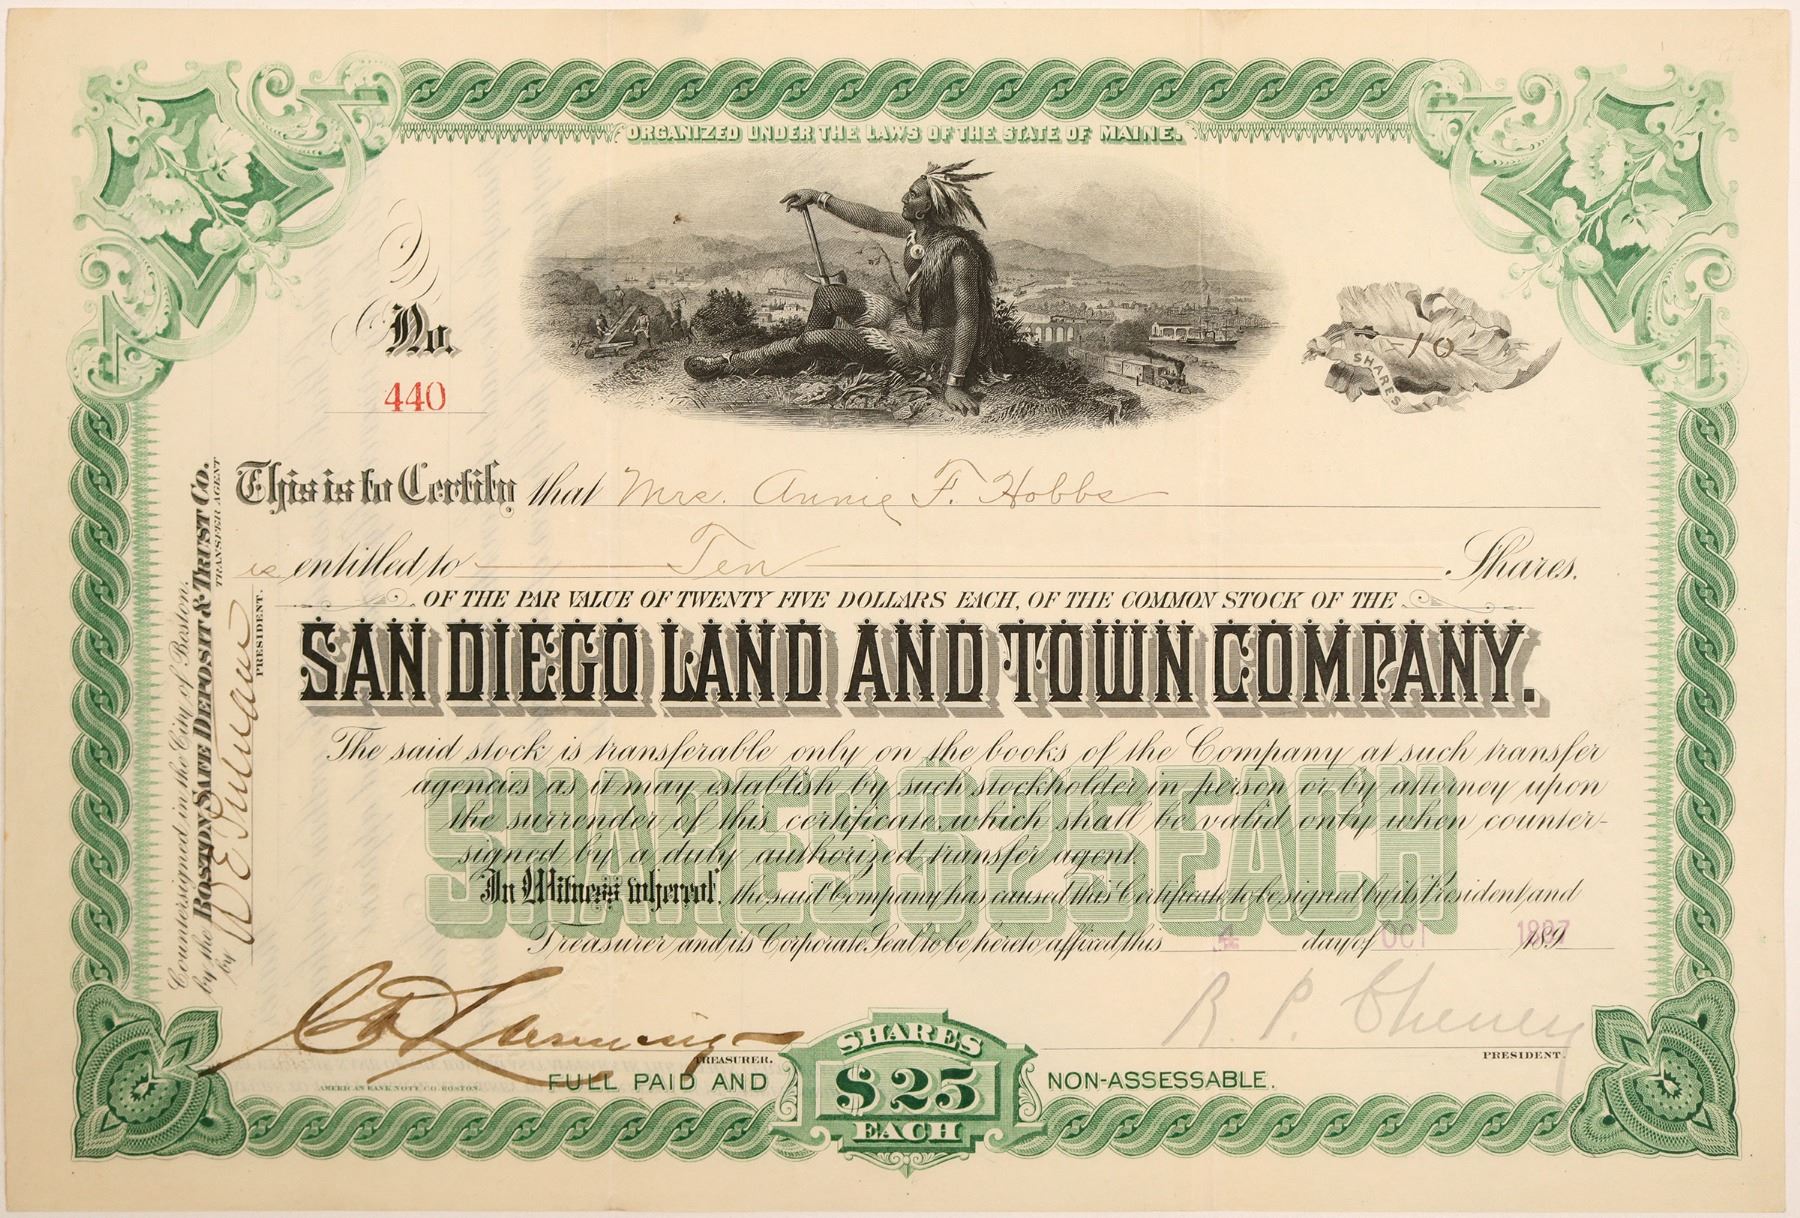 ORGANIZED UNDER THE LAWS OF THE STATE OF MAINE.
No.
440
-10
SHARES
This is to Certify that Mrs. Annie F. Hobbs
is entitled to Ten Shares.
OF THE PAR VALUE OF TWENTY FIVE DOLLARS EACH, OF THE COMMON STOCK OF THE
SAN DIEGO LAND AND TOWN COMPANY.
The said stock is transferable only on the books of the Company at such transfer
agencies as it may establish by such stockholder in person or by attorney upon
the surrender of this certificate, which shall be valid only when counter-
signed by a duly authorized transfer agent.
In Witness whereof, the said Company has caused this Certificate to be signed by its President and
Treasurer and its Corporate Seal to be hereto affixed this 4 day of OCT 1897 189
SHARES $25 EACH
R. P. Cheney
TREASURER.
PRESIDENT.
AMERICAN BANK NOTE CO. BOSTON.
FULL PAID AND
SHARES
$25
EACH
NON-ASSESSABLE.
Countersigned in the City of Boston.
by the BOSTON SAFE DEPOSIT & TRUST CO.
TRANSFER AGENT
by
PRESIDENT.